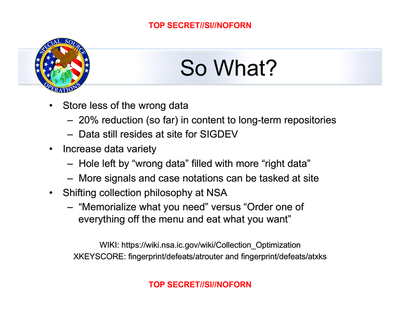 TOP SECRET//SI//NOFORN
SPECIAL SOURCE
OPERATIONS
So What?
• Store less of the wrong data
– 20% reduction (so far) in content to long-term repositories
– Data still resides at site for SIGDEV
• Increase data variety
– Hole left by “wrong data” filled with more “right data”
– More signals and case notations can be tasked at site
• Shifting collection philosophy at NSA
– “Memorialize what you need” versus “Order one of
everything off the menu and eat what you want”
WIKI: https://wiki.nsa.ic.gov/wiki/Collection_Optimization
XKEYSCORE: fingerprint/defeats/atrouter and fingerprint/defeats/atxks
TOP SECRET//SI//NOFORN